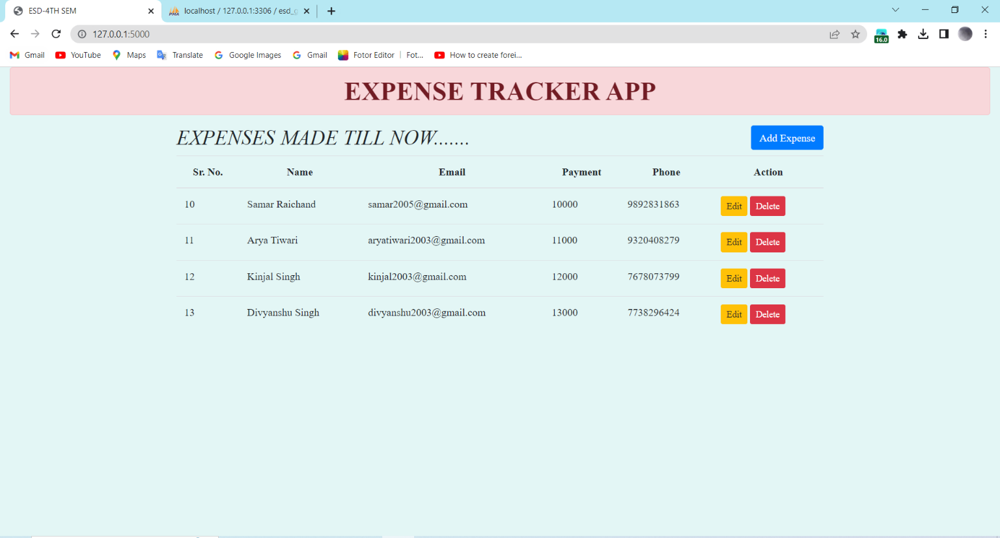 ESD-4TH SEM
localhost / 127.0.0.1:3306 / esd_
127.0.0.1:5000
16.0
Gmail YouTube Maps Translate Google Images Gmail Fotor Editor | Fot... How to create forei...
EXPENSE TRACKER APP
EXPENSES MADE TILL NOW.......
Add Expense
Sr. No. Name Email Payment Phone Action
10 Samar Raichand samar2005@gmail.com 10000 9892831863 Edit Delete
11 Arya Tiwari aryatiwari2003@gmail.com 11000 9320408279 Edit Delete
12 Kinjal Singh kinjal2003@gmail.com 12000 7678073799 Edit Delete
13 Divyanshu Singh divyanshu2003@gmail.com 13000 7738296424 Edit Delete